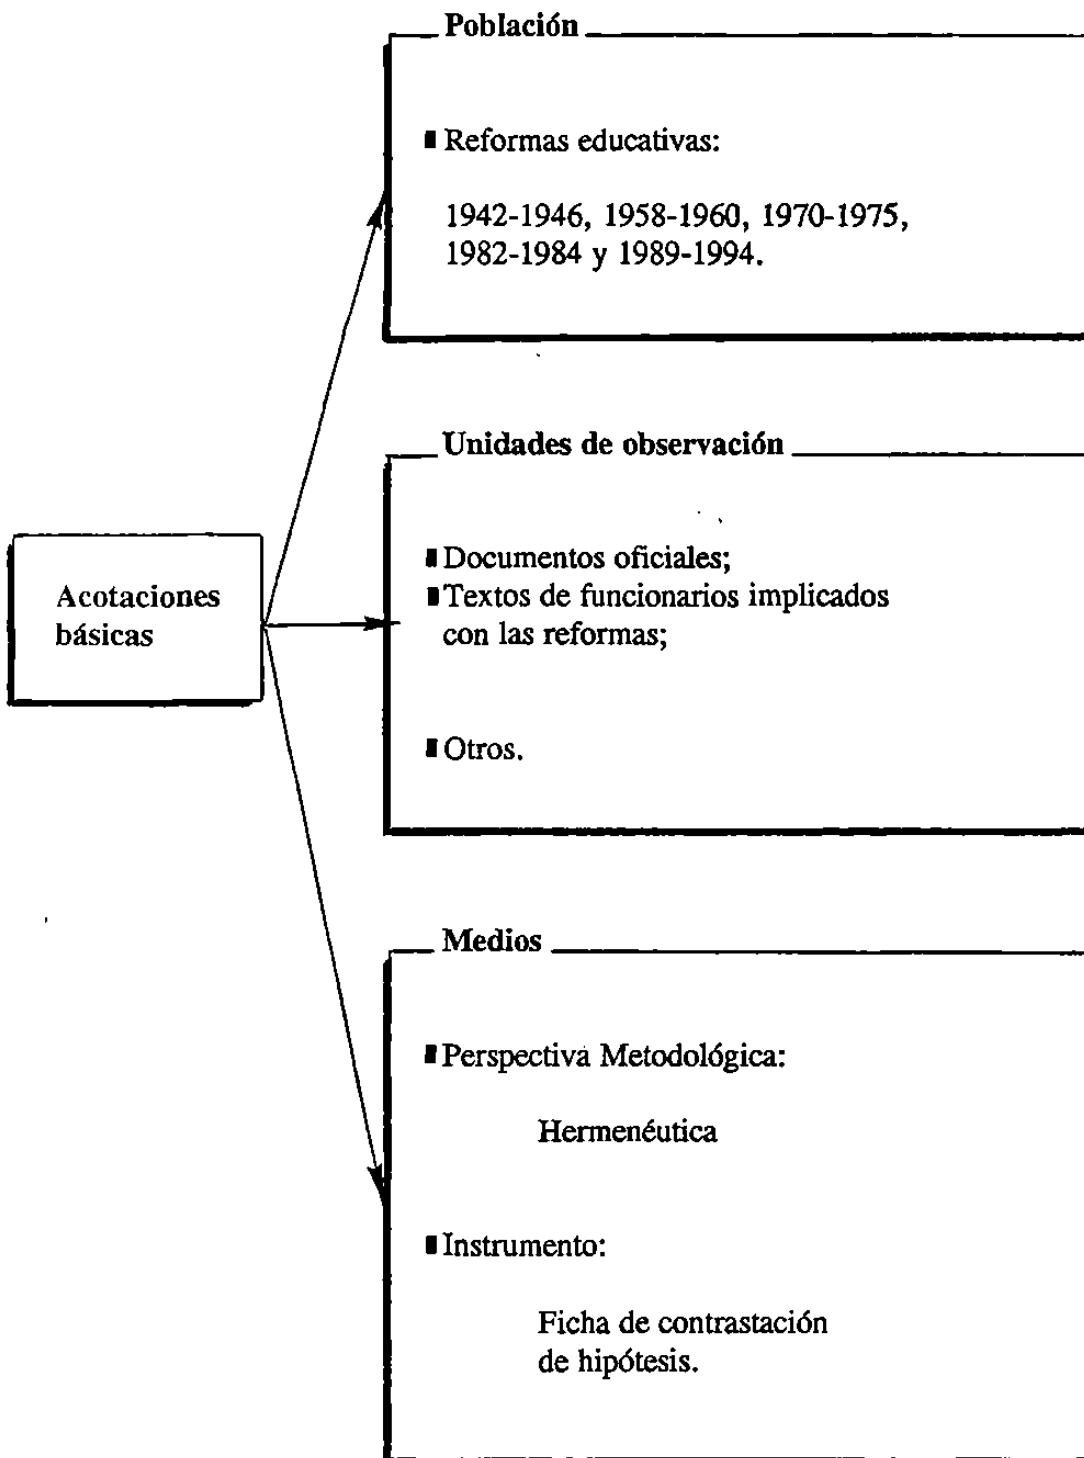 Población
Reformas educativas:
1942-1946, 1958-1960, 1970-1975,
1982-1984 y 1989-1994.
Unidades de observación
Documentos oficiales;
Textos de funcionarios implicados
con las reformas;
Otros.
Acotaciones
básicas
Medios
Perspectiva Metodológica:
Hermenéutica
Instrumento:
Ficha de contrastación
de hipótesis.